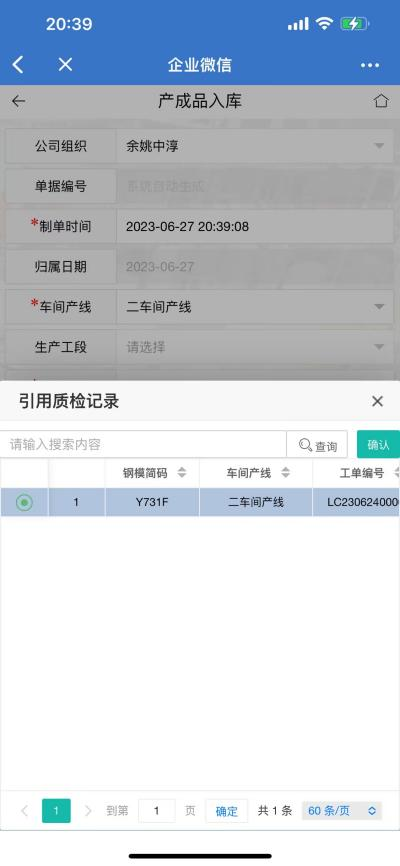 20:39
企业微信
产成品入库
公司组织 余姚中淳
单据编号 系统自动生成
*制单时间 2023-06-27 20:39:08
归属日期 2023-06-27
*车间产线 二车间产线
生产工段 请选择
引用质检记录
请输入搜索内容 查询 确认
钢模简码 车间产线 工单编号
1 Y731F 二车间产线 LC230624000
1 到第 1 页 确定 共 1 条 60 条/页